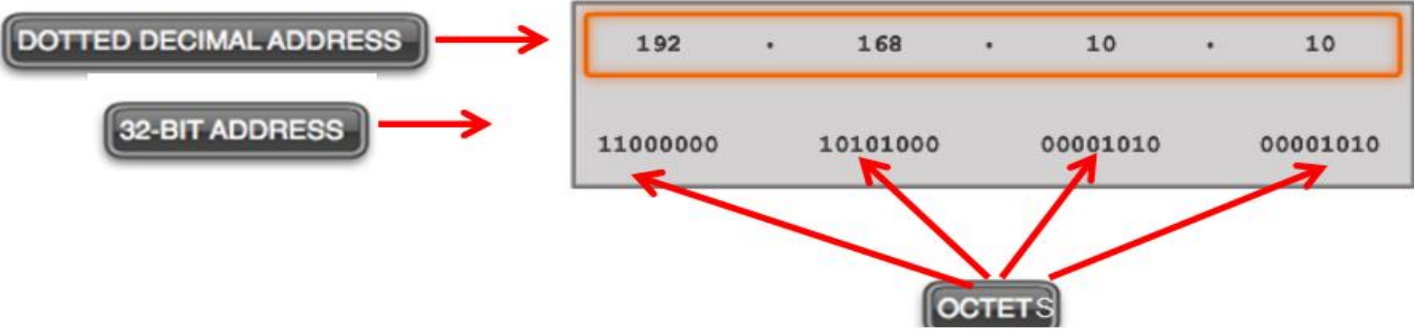 DOTTED DECIMAL ADDRESS
192 . 168 . 10 . 10
32-BIT ADDRESS
11000000 10101000 00001010 00001010
OCTETS